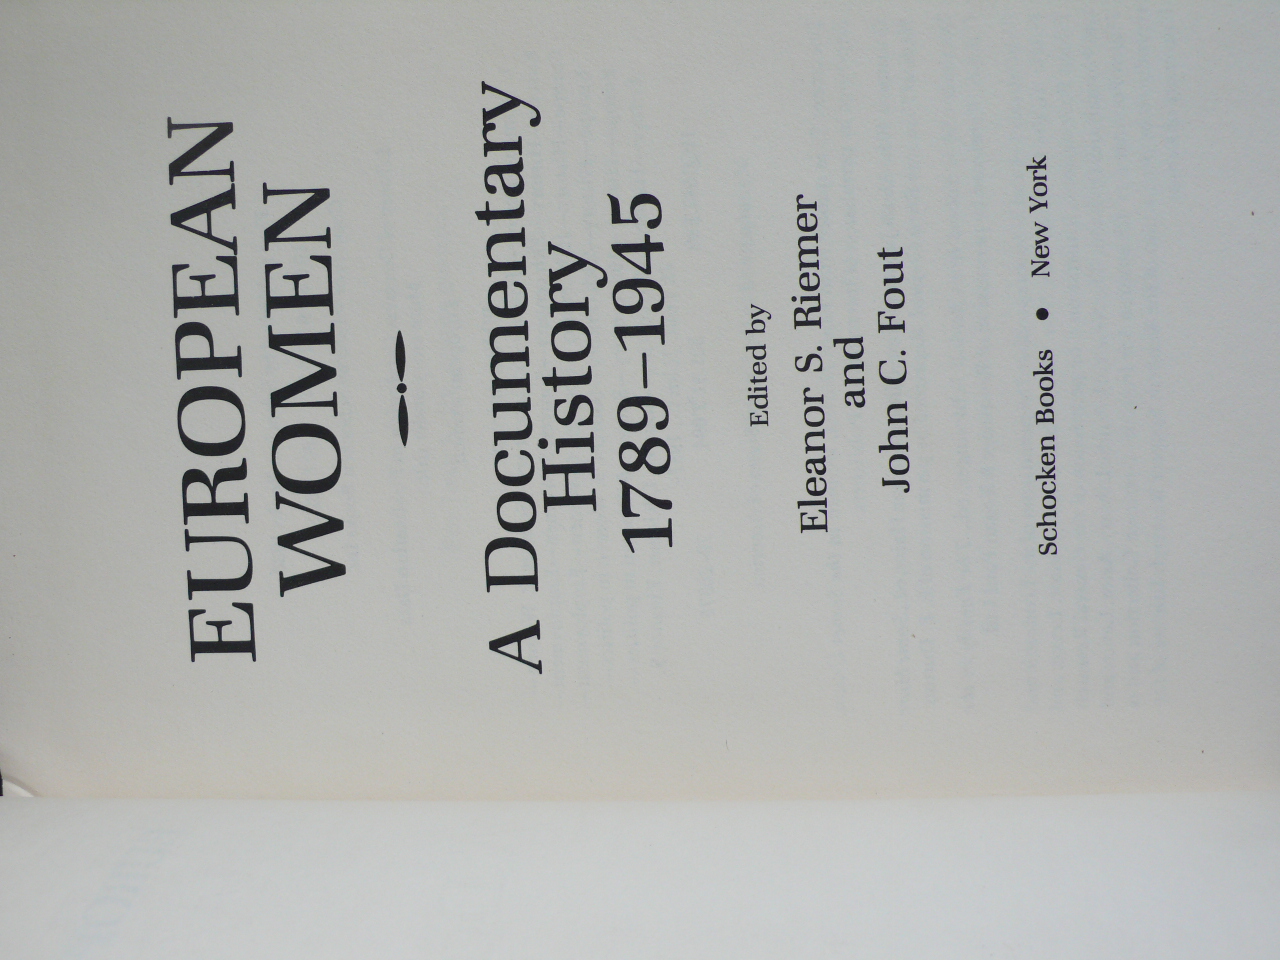 EUROPEAN
WOMEN
A Documentary
History
1789–1945
Edited by
Eleanor S. Riemer
and
John C. Fout
Schocken Books • New York